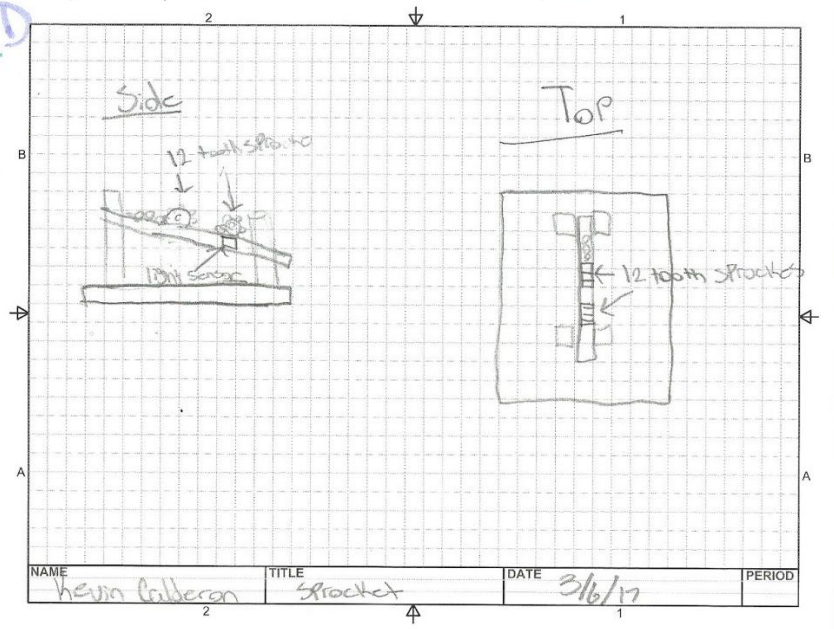 2
1
Side
Top
12 tooth sprocke
B
B
light sensor
12 tooth sprockets
A
A
NAME
Kevin Calderon
TITLE
Sprocket
DATE
3/6/17
PERIOD
2
1